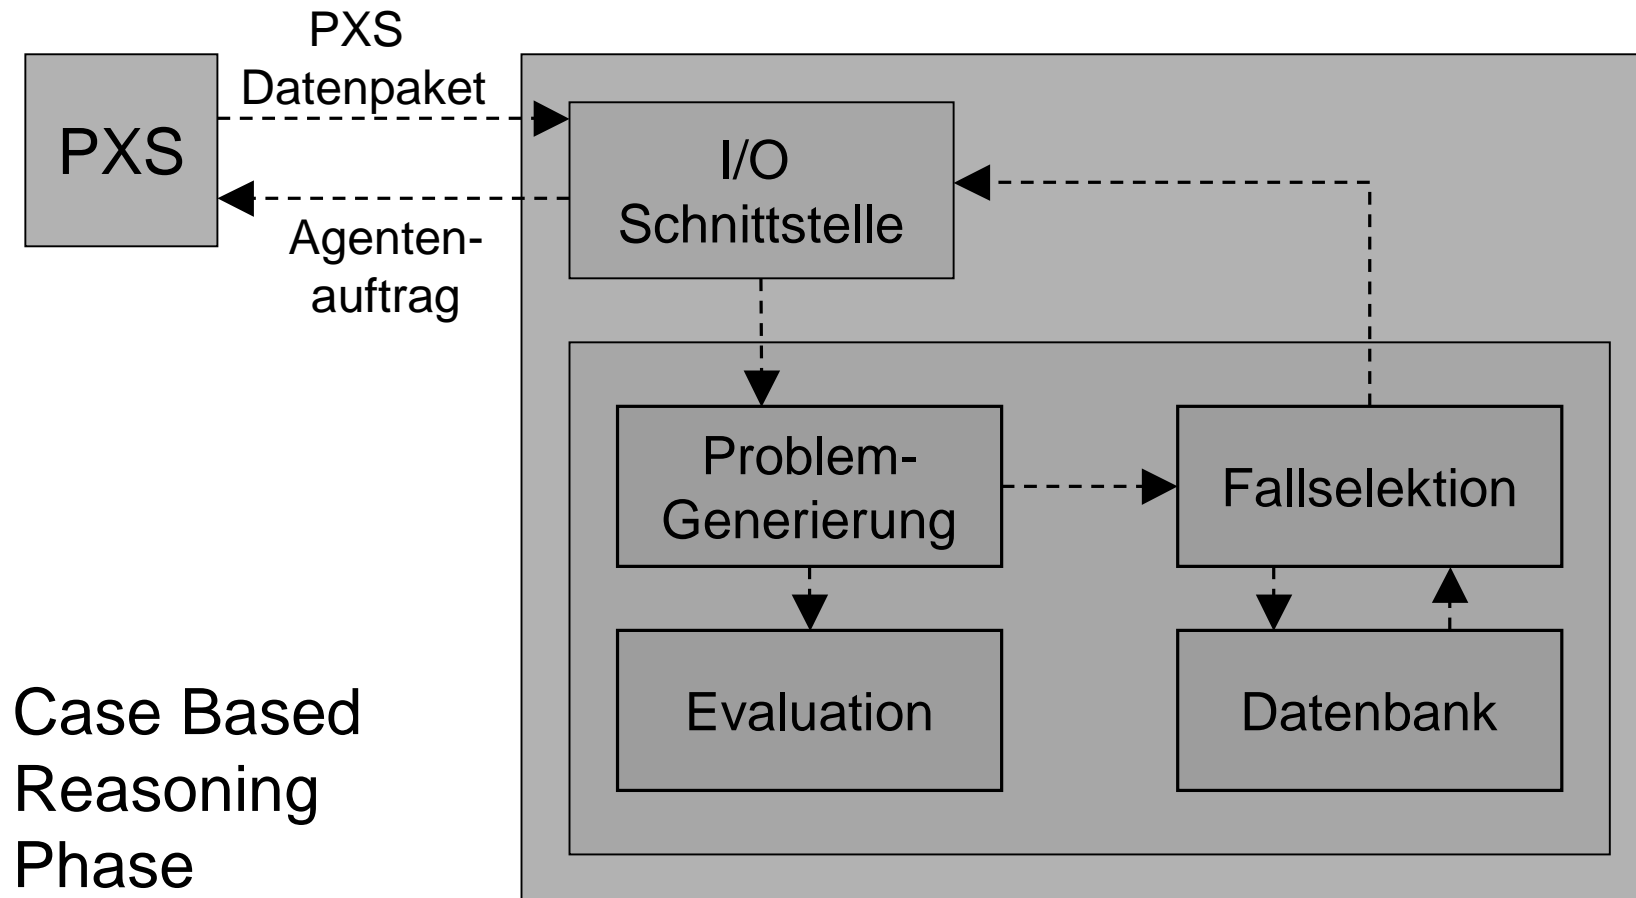 PXS
Datenpaket
PXS
Agenten-
auftrag
I/O
Schnittstelle
Problem-
Generierung
Fallselektion
Evaluation
Datenbank
Case Based
Reasoning
Phase